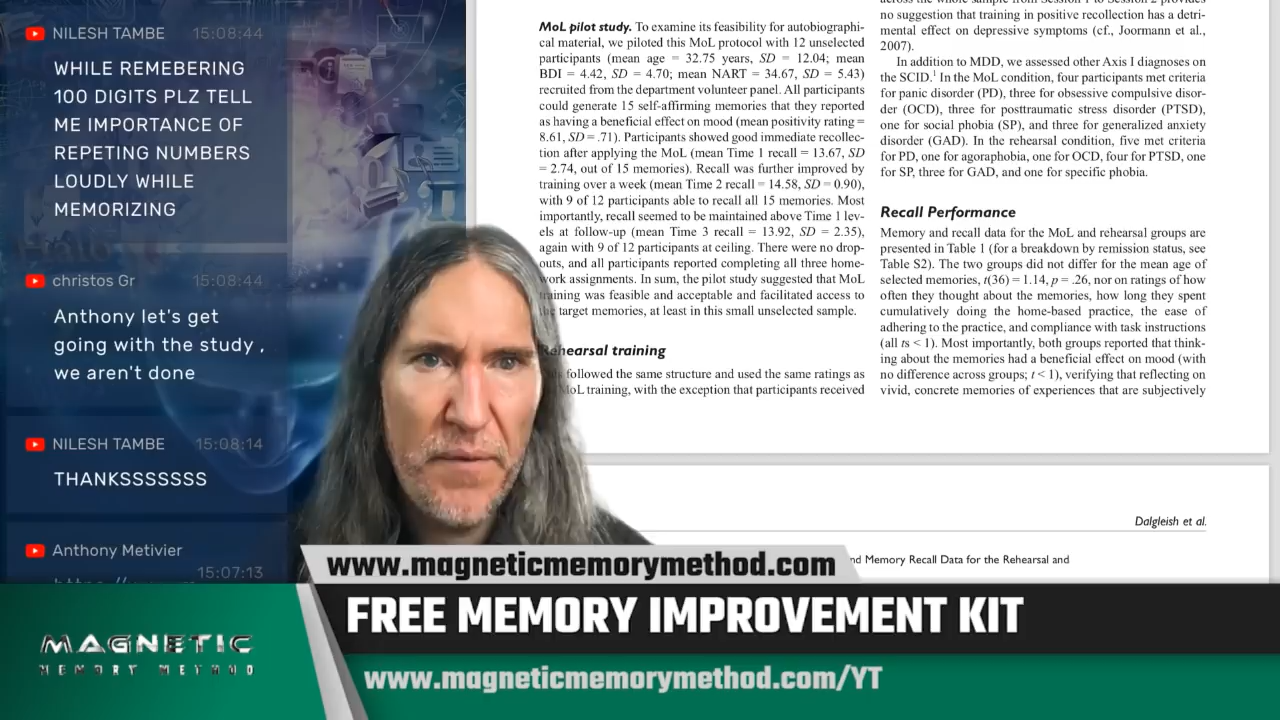 NILESH TAMBE 15:08:44
WHILE REMEBERING
100 DIGITS PLZ TELL
ME IMPORTANCE OF
REPETING NUMBERS
LOUDLY WHILE
MEMORIZING
christos Gr 15:08:44
Anthony let's get
going with the study ,
we aren't done
NILESH TAMBE 15:08:14
THANKSSSSSSS
Anthony Metivier
15:07:13
MoL pilot study. To examine its feasibility for autobiographi-
cal material, we piloted this MoL protocol with 12 unselected
participants (mean age = 32.75 years, SD = 12.04; mean
BDI = 4.42, SD = 4.70; mean NART = 34.67, SD = 5.43)
recruited from the department volunteer panel. All participants
could generate 15 self-affirming memories that they reported
as having a beneficial effect on mood (mean positivity rating =
8.61, SD = .71). Participants showed good immediate recollec-
tion after applying the MoL (mean Time 1 recall = 13.67, SD
= 2.74, out of 15 memories). Recall was further improved by
training over a week (mean Time 2 recall = 14.58, SD = 0.90),
with 9 of 12 participants able to recall all 15 memories. Most
importantly, recall seemed to be maintained above Time 1 lev-
els at follow-up (mean Time 3 recall = 13.92, SD = 2.35),
again with 9 of 12 participants at ceiling. There were no drop-
outs, and all participants reported completing all three home-
work assignments. In sum, the pilot study suggested that MoL
training was feasible and acceptable and facilitated access to
the target memories, at least in this small unselected sample.
Rehearsal training
followed the same structure and used the same ratings as
MoL training, with the exception that participants received
across the whole sample from Session 1 to Session 2 provides
no suggestion that training in positive recollection has a detri-
mental effect on depressive symptoms (cf., Joormann et al.,
2007).
In addition to MDD, we assessed other Axis I diagnoses on
the SCID.1 In the MoL condition, four participants met criteria
for panic disorder (PD), three for obsessive compulsive disor-
der (OCD), three for posttraumatic stress disorder (PTSD),
one for social phobia (SP), and three for generalized anxiety
disorder (GAD). In the rehearsal condition, five met criteria
for PD, one for agoraphobia, one for OCD, four for PTSD, one
for SP, three for GAD, and one for specific phobia.
Recall Performance
Memory and recall data for the MoL and rehearsal groups are
presented in Table 1 (for a breakdown by remission status, see
Table S2). The two groups did not differ for the mean age of
selected memories, t(36) = 1.14, p = .26, nor on ratings of how
often they thought about the memories, how long they spent
cumulatively doing the home-based practice, the ease of
adhering to the practice, and compliance with task instructions
(all ts < 1). Most importantly, both groups reported that think-
ing about the memories had a beneficial effect on mood (with
no difference across groups; t < 1), verifying that reflecting on
vivid, concrete memories of experiences that are subjectively
Dalgleish et al.
and Memory Recall Data for the Rehearsal and
www.magneticmemorymethod.com
FREE MEMORY IMPROVEMENT KIT
www.magneticmemorymethod.com/YT
MAGNETIC
MEMORY METHOD